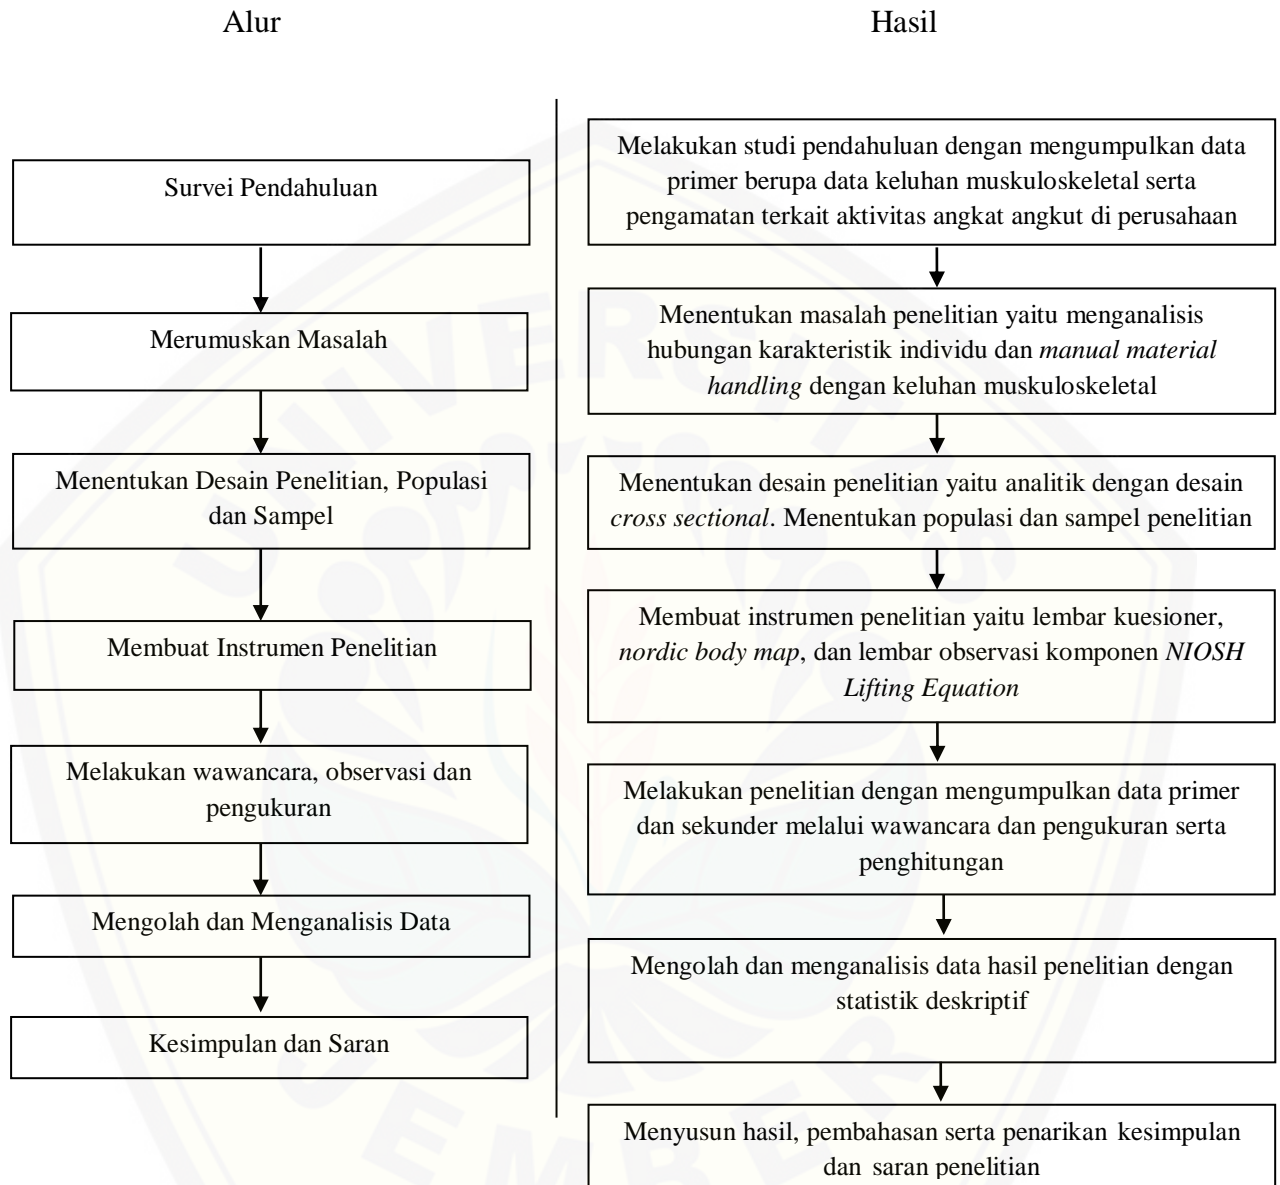 Alur
Hasil
Survei Pendahuluan
Merumuskan Masalah
Menentukan Desain Penelitian, Populasi
dan Sampel
Membuat Instrumen Penelitian
Melakukan wawancara, observasi dan
pengukuran
Mengolah dan Menganalisis Data
Kesimpulan dan Saran
Melakukan studi pendahuluan dengan mengumpulkan data
primer berupa data keluhan muskuloskeletal serta
pengamatan terkait aktivitas angkat angkut di perusahaan
Menentukan masalah penelitian yaitu menganalisis
hubungan karakteristik individu dan manual material
handling dengan keluhan muskuloskeletal
Menentukan desain penelitian yaitu analitik dengan desain
cross sectional. Menentukan populasi dan sampel penelitian
Membuat instrumen penelitian yaitu lembar kuesioner,
nordic body map, dan lembar observasi komponen NIOSH
Lifting Equation
Melakukan penelitian dengan mengumpulkan data primer
dan sekunder melalui wawancara dan pengukuran serta
penghitungan
Mengolah dan menganalisis data hasil penelitian dengan
statistik deskriptif
Menyusun hasil, pembahasan serta penarikan kesimpulan
dan saran penelitian
UNIVERSITAS
JEMBER